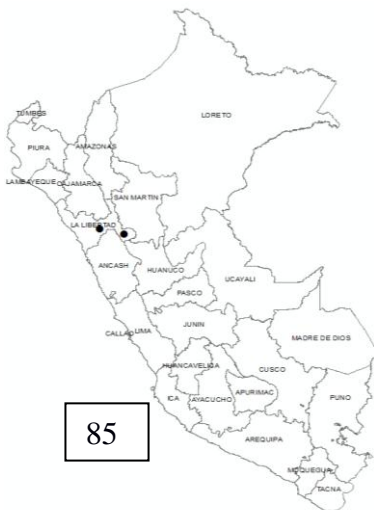 LORETO
TUMBES
PIURA
AMAZONAS
LAMBAYEQUE
CAJAMARCA
SAN MARTIN
LA LIBERTAD
ANCASH
HUANUCO
UCAYALI
PASCO
CALLAO
LIMA
JUNIN
MADRE DE DIOS
HUANCAVELICA
CUSCO
ICA
AYACUCHO
APURIMAC
PUNO
85
AREQUIPA
MOQUEGUA
TACNA